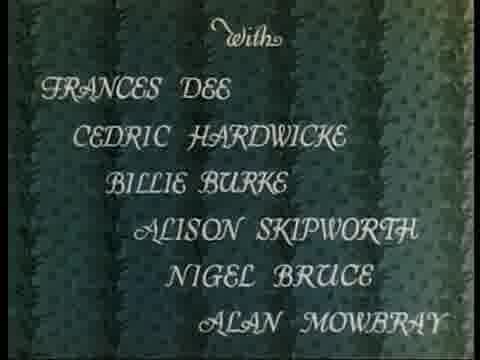 With
FRANCES DEE
CEDRIC HARDWICKE
BILLIE BURKE
ALISON SKIPWORTH
NIGEL BRUCE
ALAN MOWBRAY